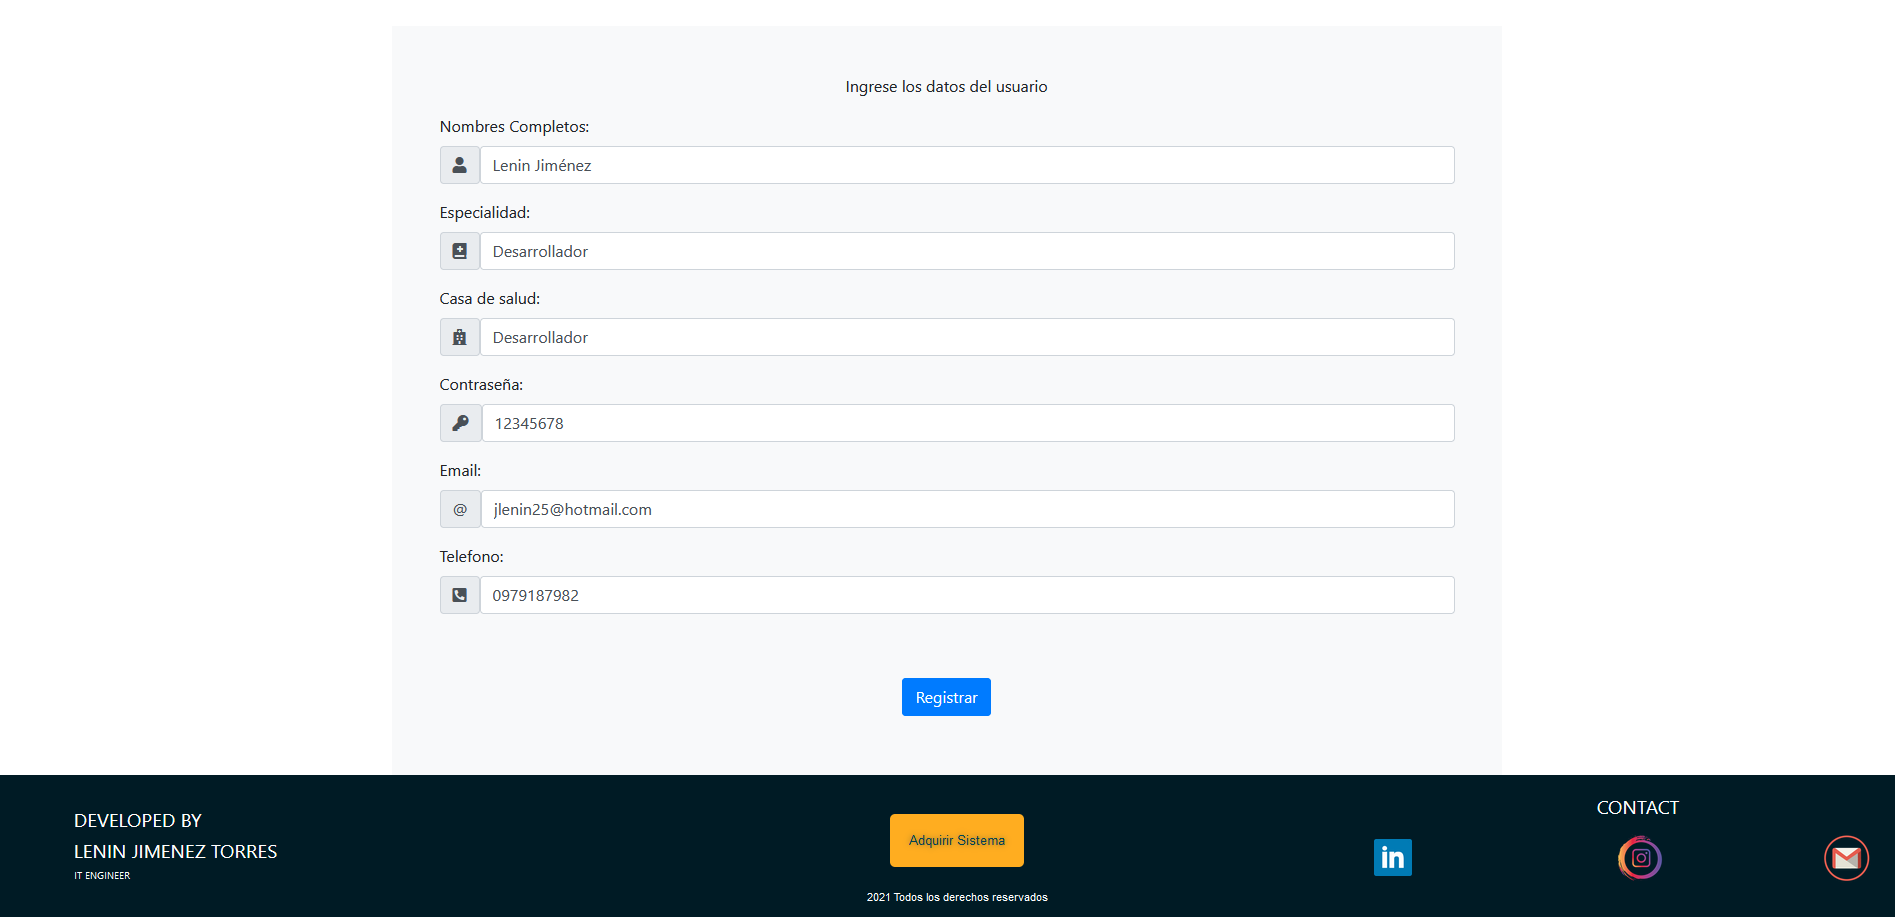 Ingrese los datos del usuario
Nombres Completos:
Lenin Jiménez
Especialidad:
Desarrollador
Casa de salud:
Desarrollador
Contraseña:
12345678
Email:
@ jlenin25@hotmail.com
Telefono:
0979187982
Registrar
DEVELOPED BY
LENIN JIMENEZ TORRES
IT ENGINEER
Adquirir Sistema
2021 Todos los derechos reservados
CONTACT
in